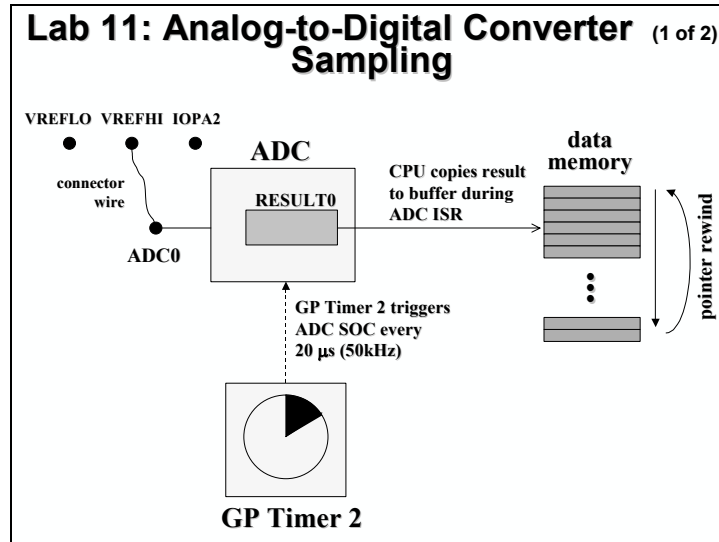 Lab 11: Analog-to-Digital Converter (1 of 2)
Sampling
VREFLO VREFHI IOPA2
connector
wire
ADC0
ADC
RESULT0
CPU copies result
to buffer during
ADC ISR
data
memory
pointer rewind
GP Timer 2 triggers
ADC SOC every
20 μs (50kHz)
GP Timer 2